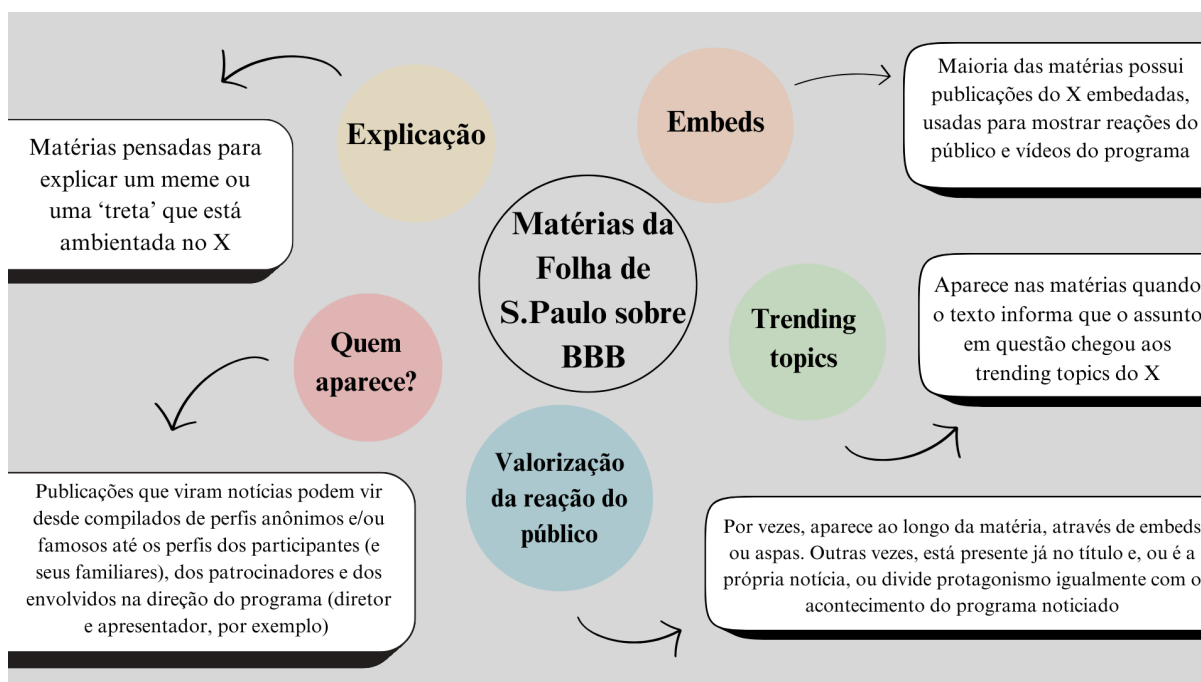 Matérias da
Folha de
S.Paulo sobre
BBB
Explicação
Matérias pensadas para
explicar um meme ou
uma ‘treta’ que está
ambientada no X
Embeds
Maioria das matérias possui
publicações do X embedadas,
usadas para mostrar reações do
público e vídeos do programa
Trending
topics
Aparece nas matérias quando
o texto informa que o assunto
em questão chegou aos
trending topics do X
Quem
aparece?
Publicações que viram notícias podem vir
desde compilados de perfis anônimos e/ou
famosos até os perfis dos participantes (e
seus familiares), dos patrocinadores e dos
envolvidos na direção do programa (diretor
e apresentador, por exemplo)
Valorização
da reação do
público
Por vezes, aparece ao longo da matéria, através de embeds
ou aspas. Outras vezes, está presente já no título e, ou é a
própria notícia, ou divide protagonismo igualmente com o
acontecimento do programa noticiado